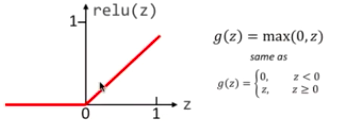 relu(z)
1
0
1
z
g(z) = max(0, z)
same as
g(z) = {0, z < 0
z, z ≥ 0